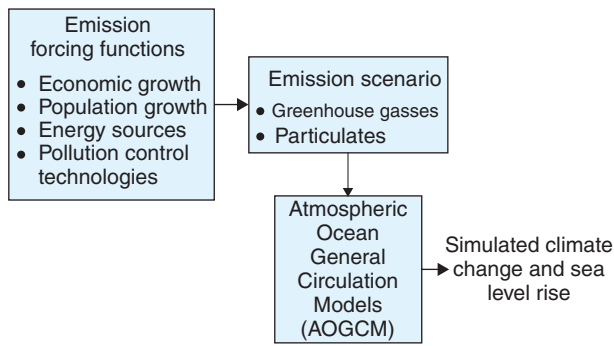 Emission
forcing functions
• Economic growth
• Population growth
• Energy sources
• Pollution control
technologies
Emission scenario
• Greenhouse gasses
• Particulates
Atmospheric
Ocean
General
Circulation
Models
(AOGCM)
Simulated climate
change and sea
level rise